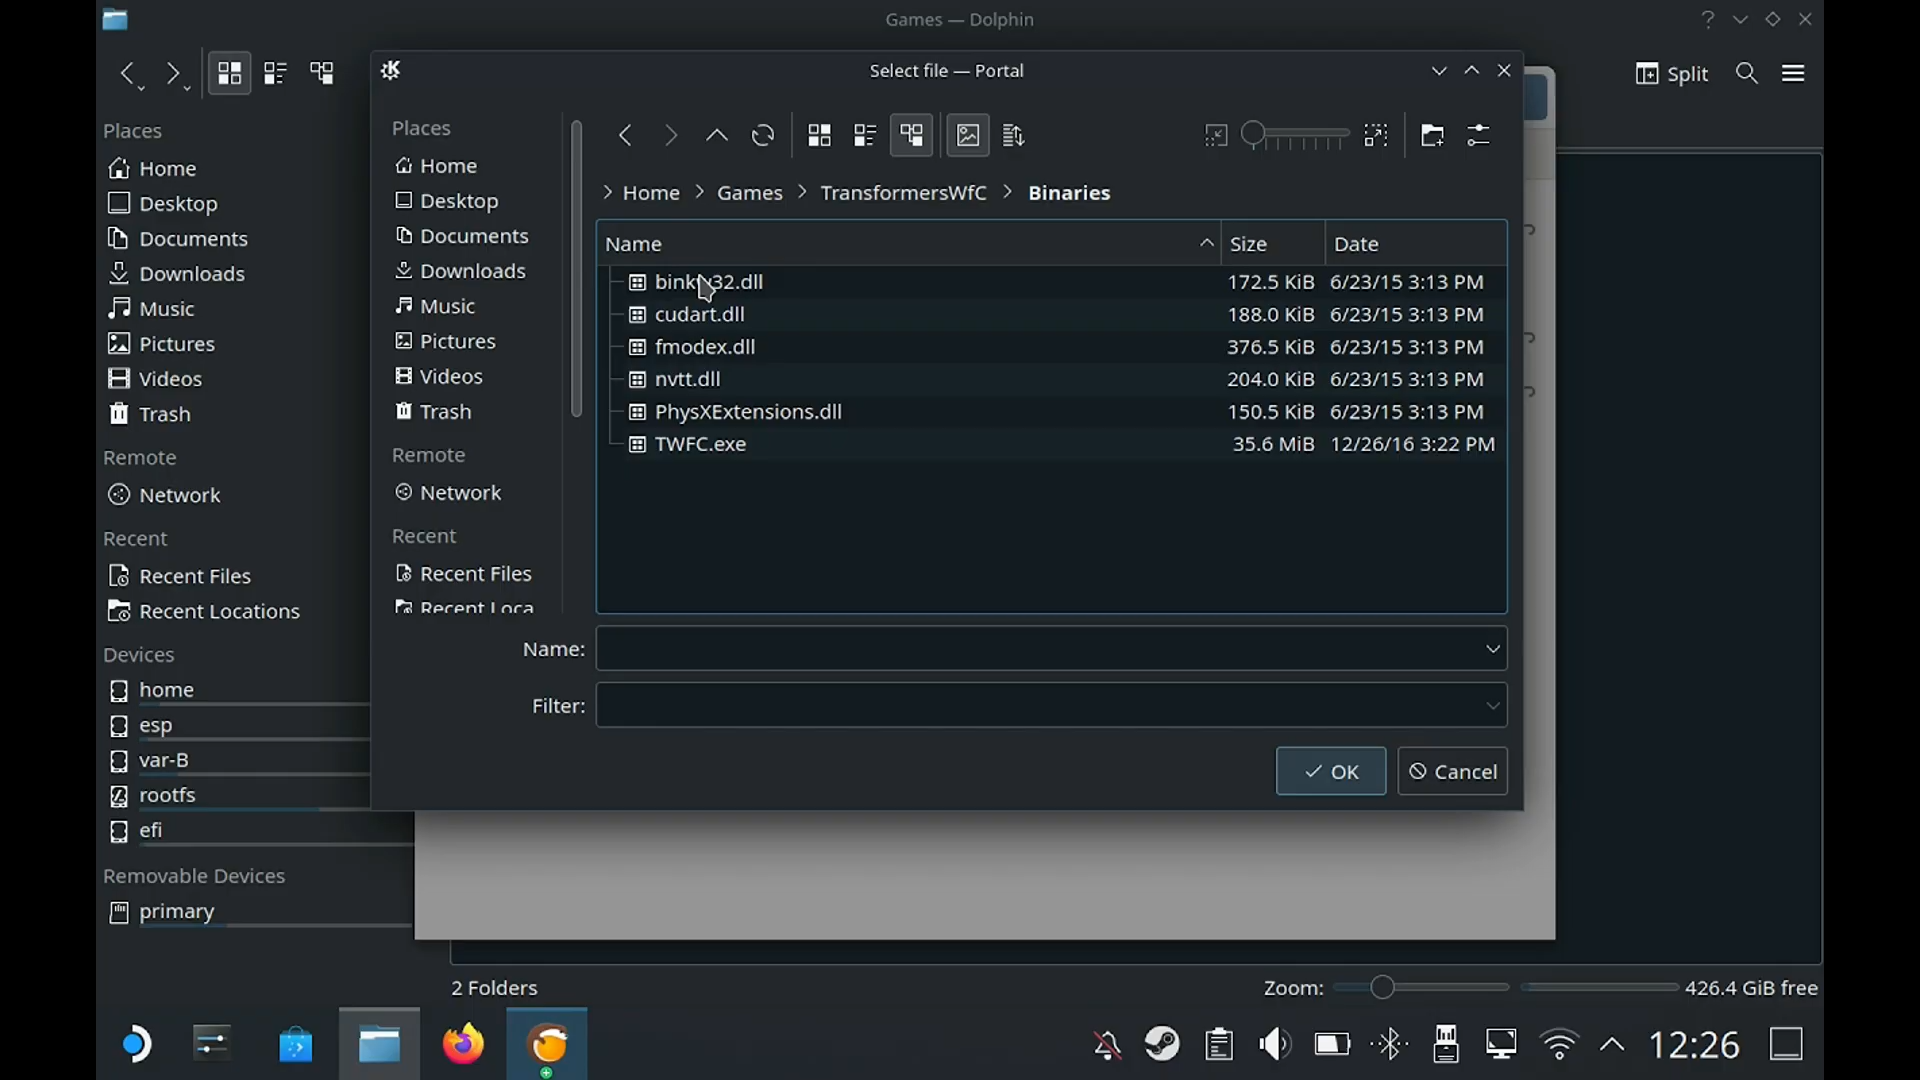 Games — Dolphin
Split
Places
Home
Desktop
Documents
Downloads
Music
Pictures
Videos
Trash
Remote
Network
Recent
Recent Files
Recent Locations
Devices
home
esp
var-B
rootfs
efi
Removable Devices
primary
Select file — Portal
Places
Home
Desktop
Documents
Downloads
Music
Pictures
Videos
Trash
Remote
Network
Recent
Recent Files
Recent Loca
> Home > Games > TransformersWfC > Binaries
Name Size Date
binkw32.dll 172.5 KiB 6/23/15 3:13 PM
cudart.dll 188.0 KiB 6/23/15 3:13 PM
fmodex.dll 376.5 KiB 6/23/15 3:13 PM
nvtt.dll 204.0 KiB 6/23/15 3:13 PM
PhysXExtensions.dll 150.5 KiB 6/23/15 3:13 PM
TWFC.exe 35.6 MiB 12/26/16 3:22 PM
Name:
Filter:
OK Cancel
2 Folders
Zoom:
426.4 GiB free
12:26